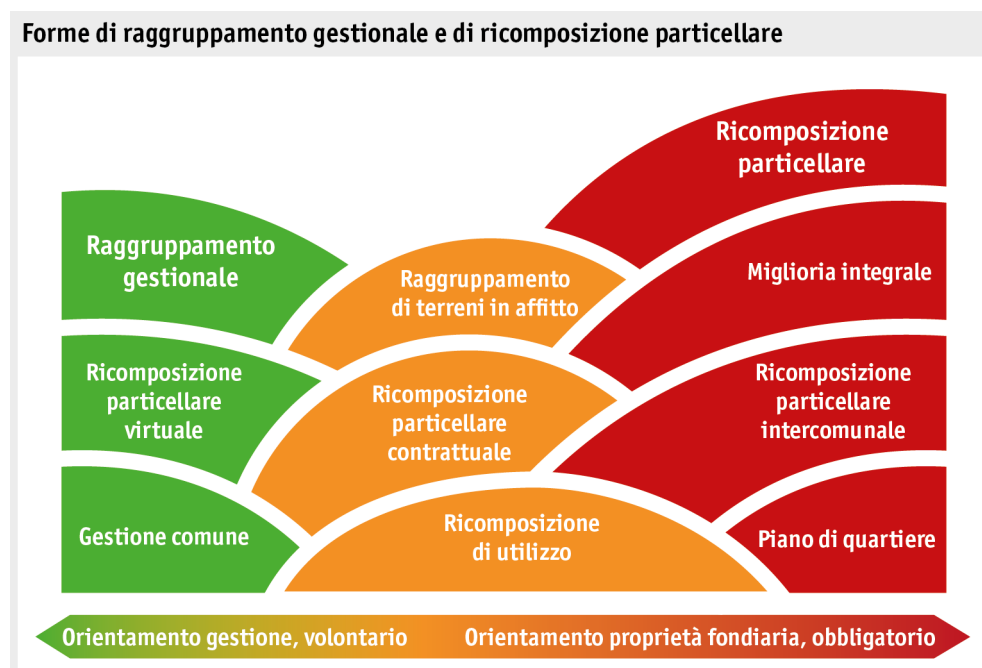 Forme di raggruppamento gestionale e di ricomposizione particellare
Ricomposizione
particellare
Raggruppamento
gestionale
Raggruppamento
di terreni in affitto
Miglioria integrale
Ricomposizione
particellare
virtuale
Ricomposizione
particellare
contrattuale
Ricomposizione
particellare
intercomunale
Gestione comune
Ricomposizione
di utilizzo
Piano di quartiere
Orientamento gestione, volontario
Orientamento proprietà fondiaria, obbligatorio